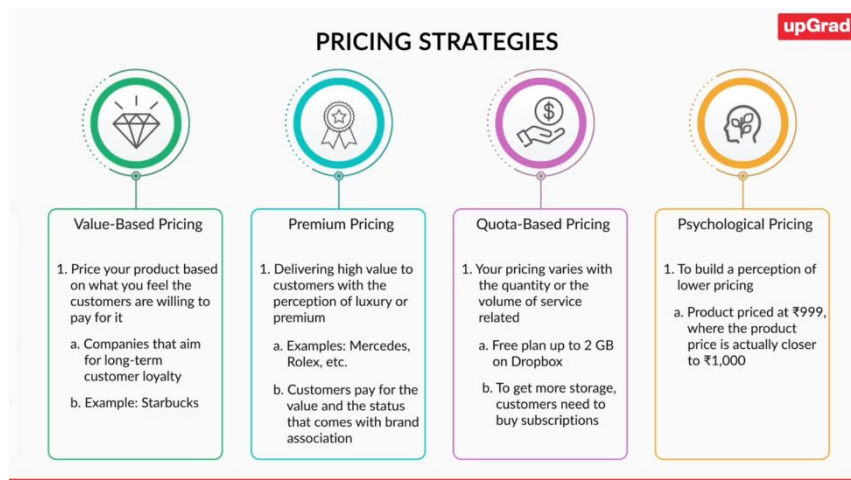 upGrad
PRICING STRATEGIES
$
Value-Based Pricing
1. Price your product based
on what you feel the
customers are willing to
pay for it
a. Companies that aim
for long-term
customer loyalty
b. Example: Starbucks
Premium Pricing
1. Delivering high value to
customers with the
perception of luxury or
premium
a. Examples: Mercedes,
Rolex, etc.
b. Customers pay for the
value and the status
that comes with brand
association
Quota-Based Pricing
1. Your pricing varies with
the quantity or the
volume of service
related
a. Free plan up to 2 GB
on Dropbox
b. To get more storage,
customers need to
buy subscriptions
Psychological Pricing
1. To build a perception of
lower pricing
a. Product priced at ₹999,
where the product
price is actually closer
to ₹1,000